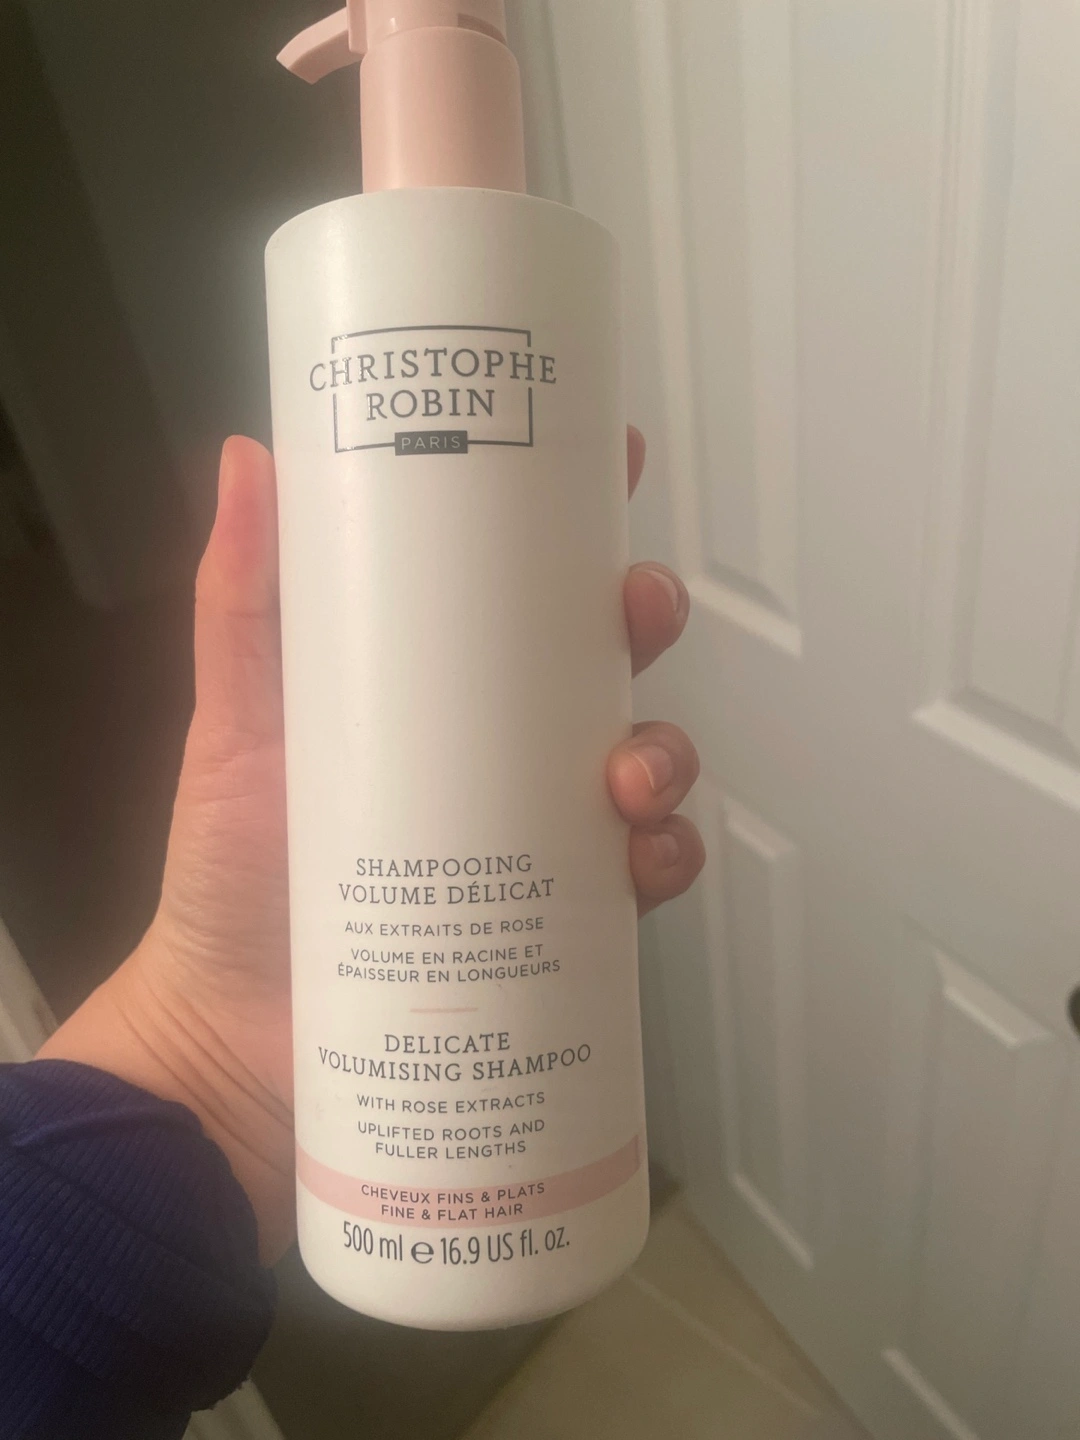 CHRISTOPHE
ROBIN
PARIS
SHAMPOOING
VOLUME DÉLICAT
AUX EXTRAITS DE ROSE
VOLUME EN RACINE ET
ÉPAISSEUR EN LONGUEURS
DELICATE
VOLUMISING SHAMPOO
WITH ROSE EXTRACTS
UPLIFTED ROOTS AND
FULLER LENGTHS
CHEVEUX FINS & PLATS
FINE & FLAT HAIR
500 ml e 16.9 US fl. oz.